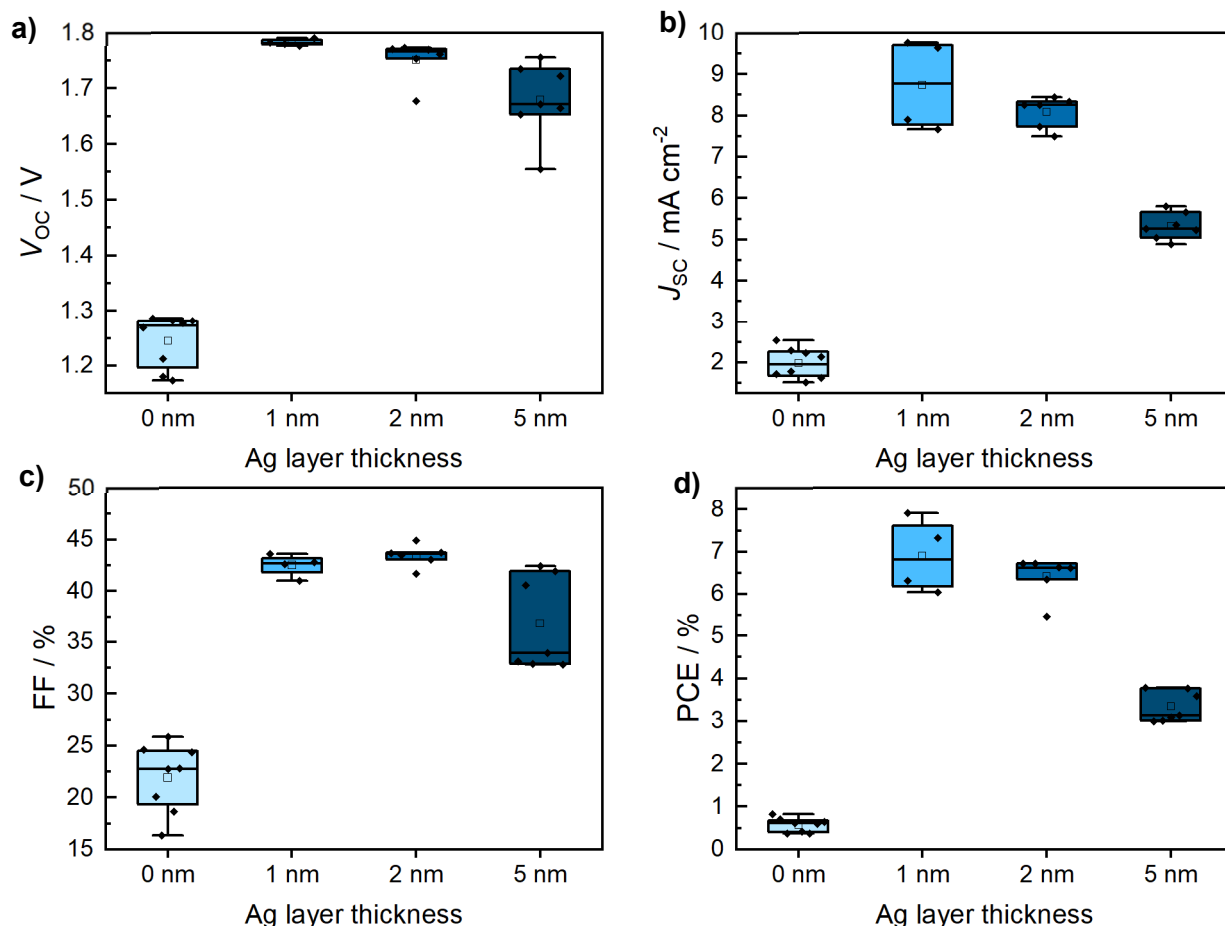 a)
1.8
1.7
1.6
1.5
1.4
1.3
1.2
VOC / V
0 nm 1 nm 2 nm 5 nm
Ag layer thickness
b)
10
9
8
7
6
5
4
3
2
JSC / mA cm-2
0 nm 1 nm 2 nm 5 nm
Ag layer thickness
c)
50
45
40
35
30
25
20
15
FF / %
0 nm 1 nm 2 nm 5 nm
Ag layer thickness
d)
8
7
6
5
4
3
2
1
0
PCE / %
0 nm 1 nm 2 nm 5 nm
Ag layer thickness